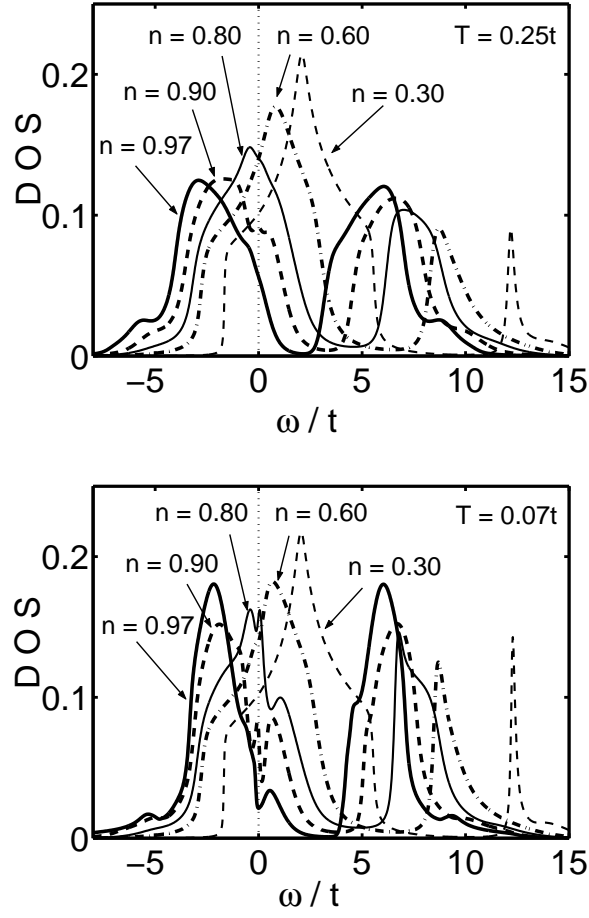 n = 0.80
n = 0.60
T = 0.25t
0.2
n = 0.90
n = 0.30
n = 0.97
D O S
0.1
0
−5
0
5
10
15
ω / t
n = 0.80
n = 0.60
T = 0.07t
0.2
n = 0.90
n = 0.30
n = 0.97
D O S
0.1
0
−5
0
5
10
15
ω / t